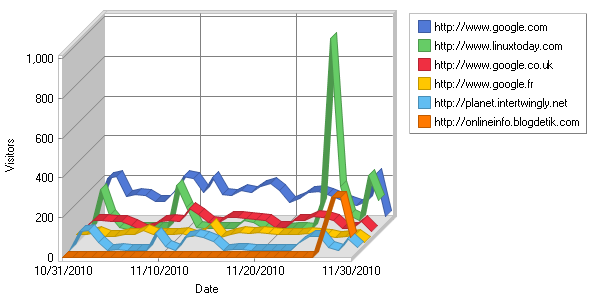 1,000
800
600
400
200
0
Visitors
10/31/2010
11/10/2010
11/20/2010
11/30/2010
Date
http://www.google.com
http://www.linuxtoday.com
http://www.google.co.uk
http://www.google.fr
http://planet.intertwingly.net
http://onlineinfo.blogdetik.com